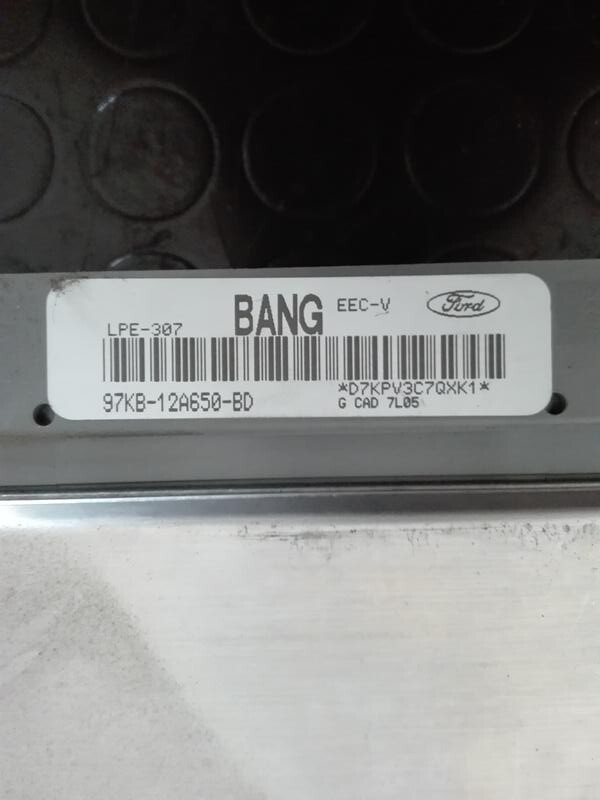 LPE-307 BANG EEC-V Ford
*D7KPV3C7QXK1*
97KB-12A650-BD G CAD 7L05